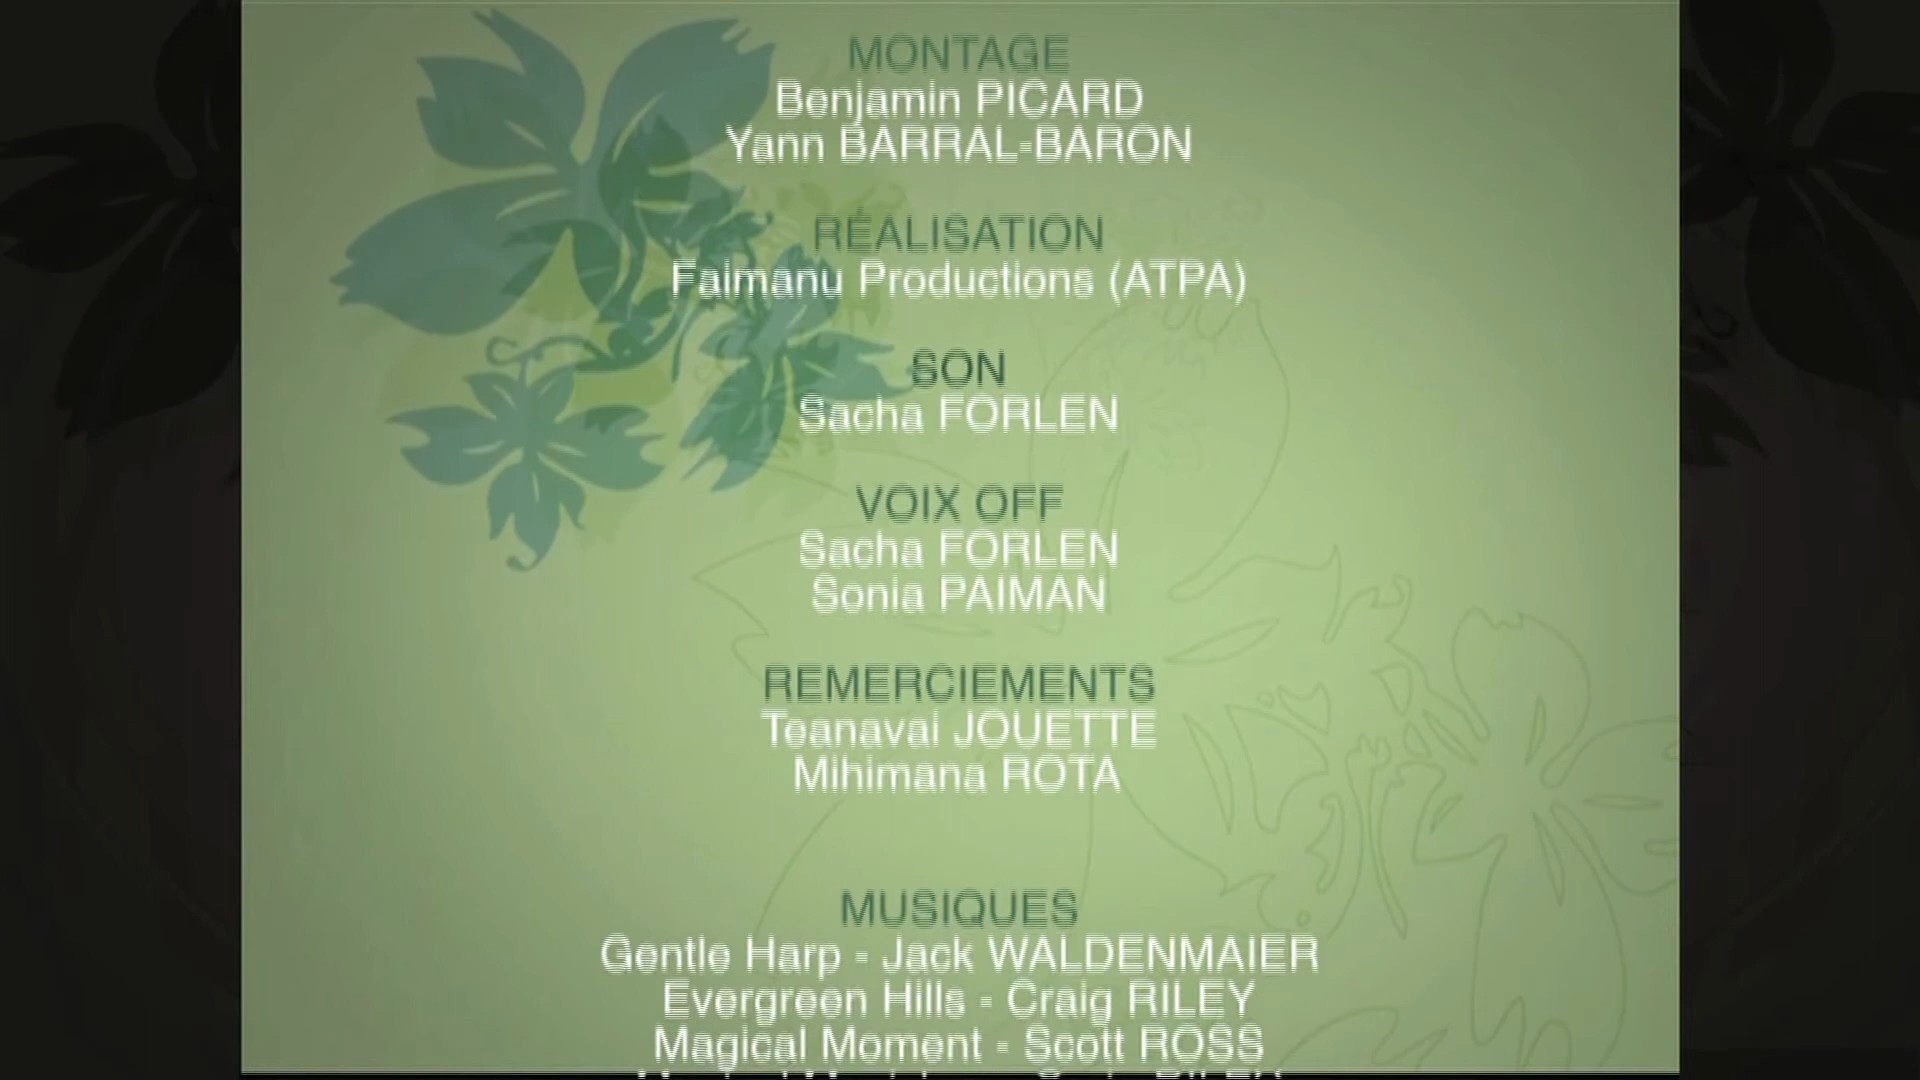 MONTAGE
Benjamin PICARD
Yann BARRAL-BARON
RÉALISATION
Faimanu Productions (ATPA)
SON
Sacha FORLEN
VOIX OFF
Sacha FORLEN
Sonia PAIMAN
REMERCIEMENTS
Teanavai JOUETTE
Mihimana ROTA
MUSIQUES
Gentle Harp - Jack WALDENMAIER
Evergreen Hills - Craig RILEY
Magical Moment - Scott ROSS